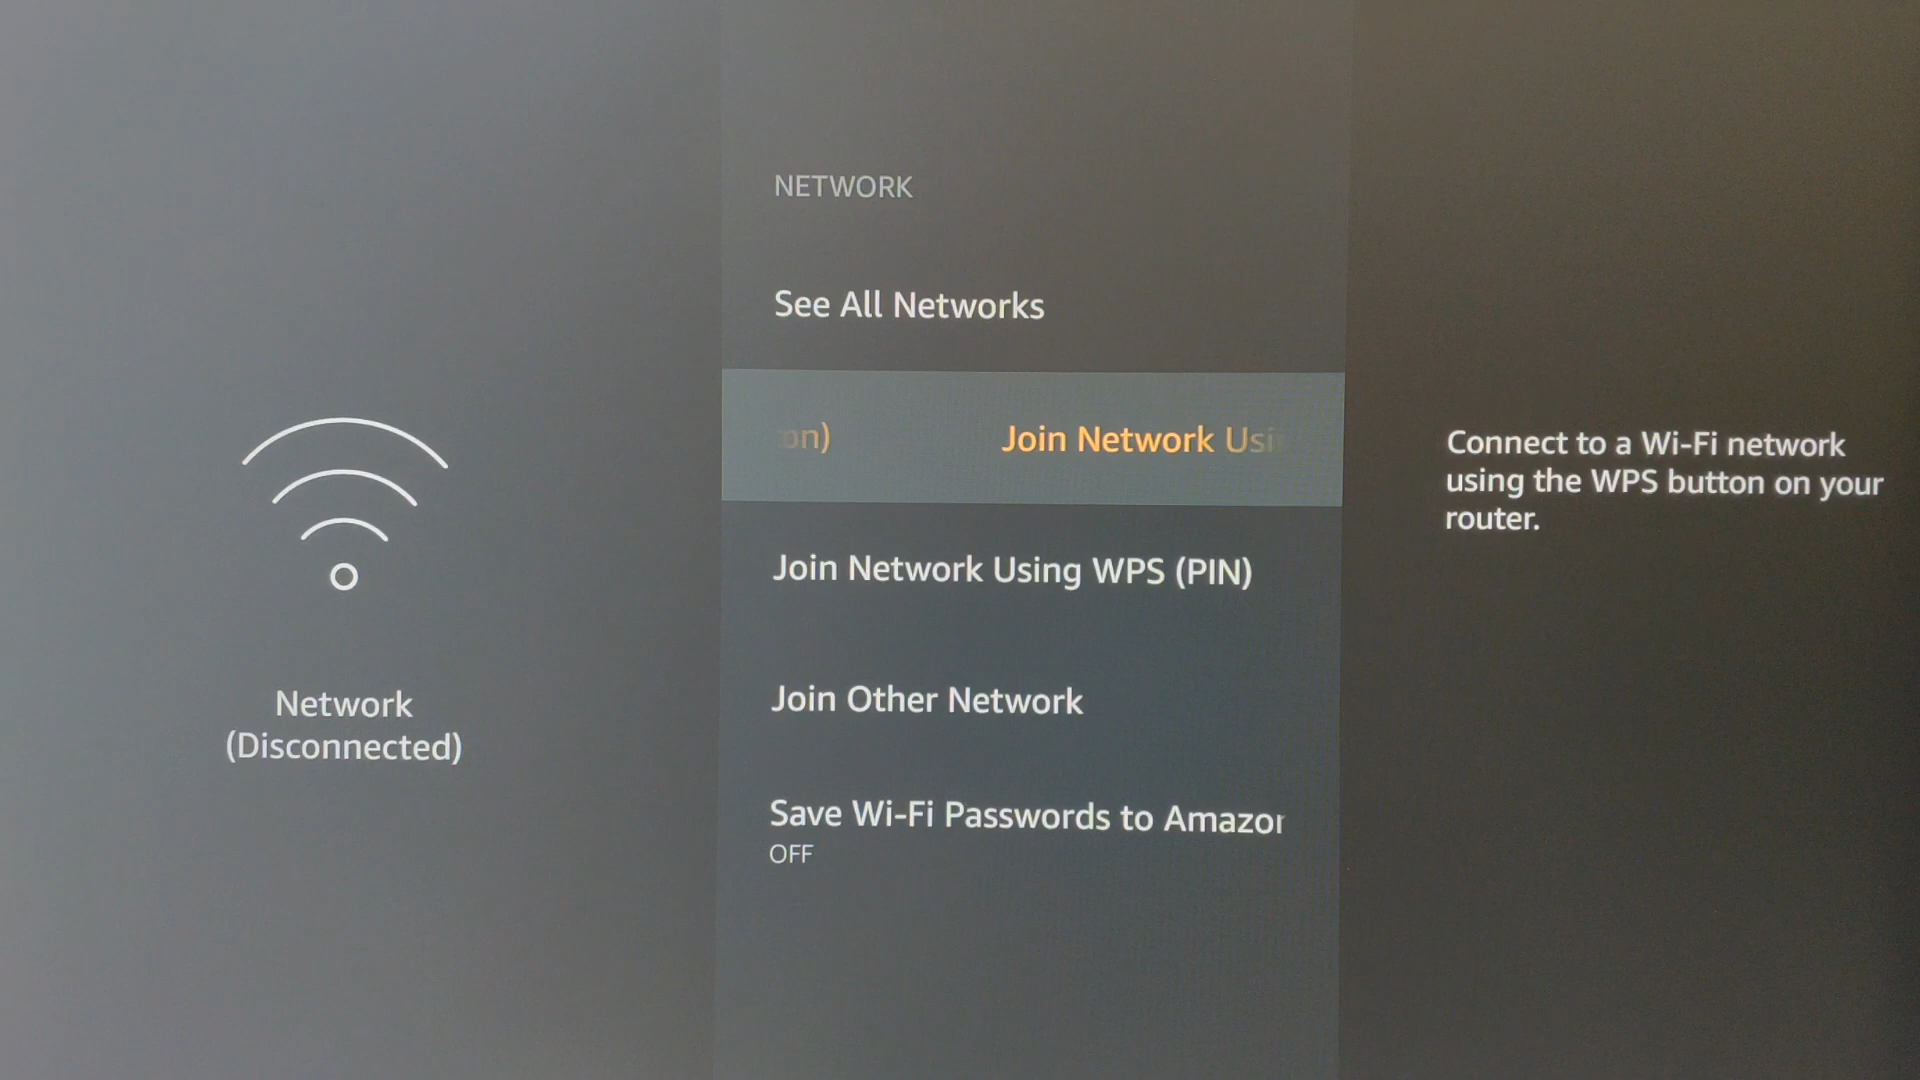 NETWORK
See All Networks
on) Join Network Usi
Join Network Using WPS (PIN)
Join Other Network
Save Wi-Fi Passwords to Amazon
OFF
Network
(Disconnected)
Connect to a Wi-Fi network
using the WPS button on your
router.